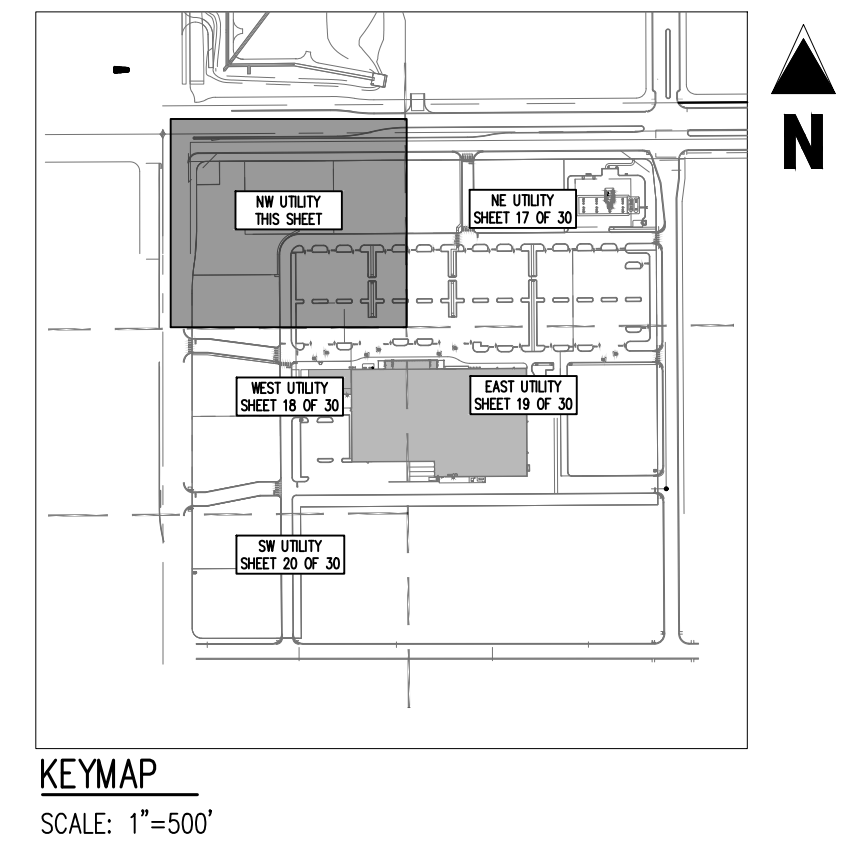 N
NW UTILITY
THIS SHEET
NE UTILITY
SHEET 17 OF 30
WEST UTILITY
SHEET 18 OF 30
EAST UTILITY
SHEET 19 OF 30
SW UTILITY
SHEET 20 OF 30
KEYMAP
SCALE: 1"=500'